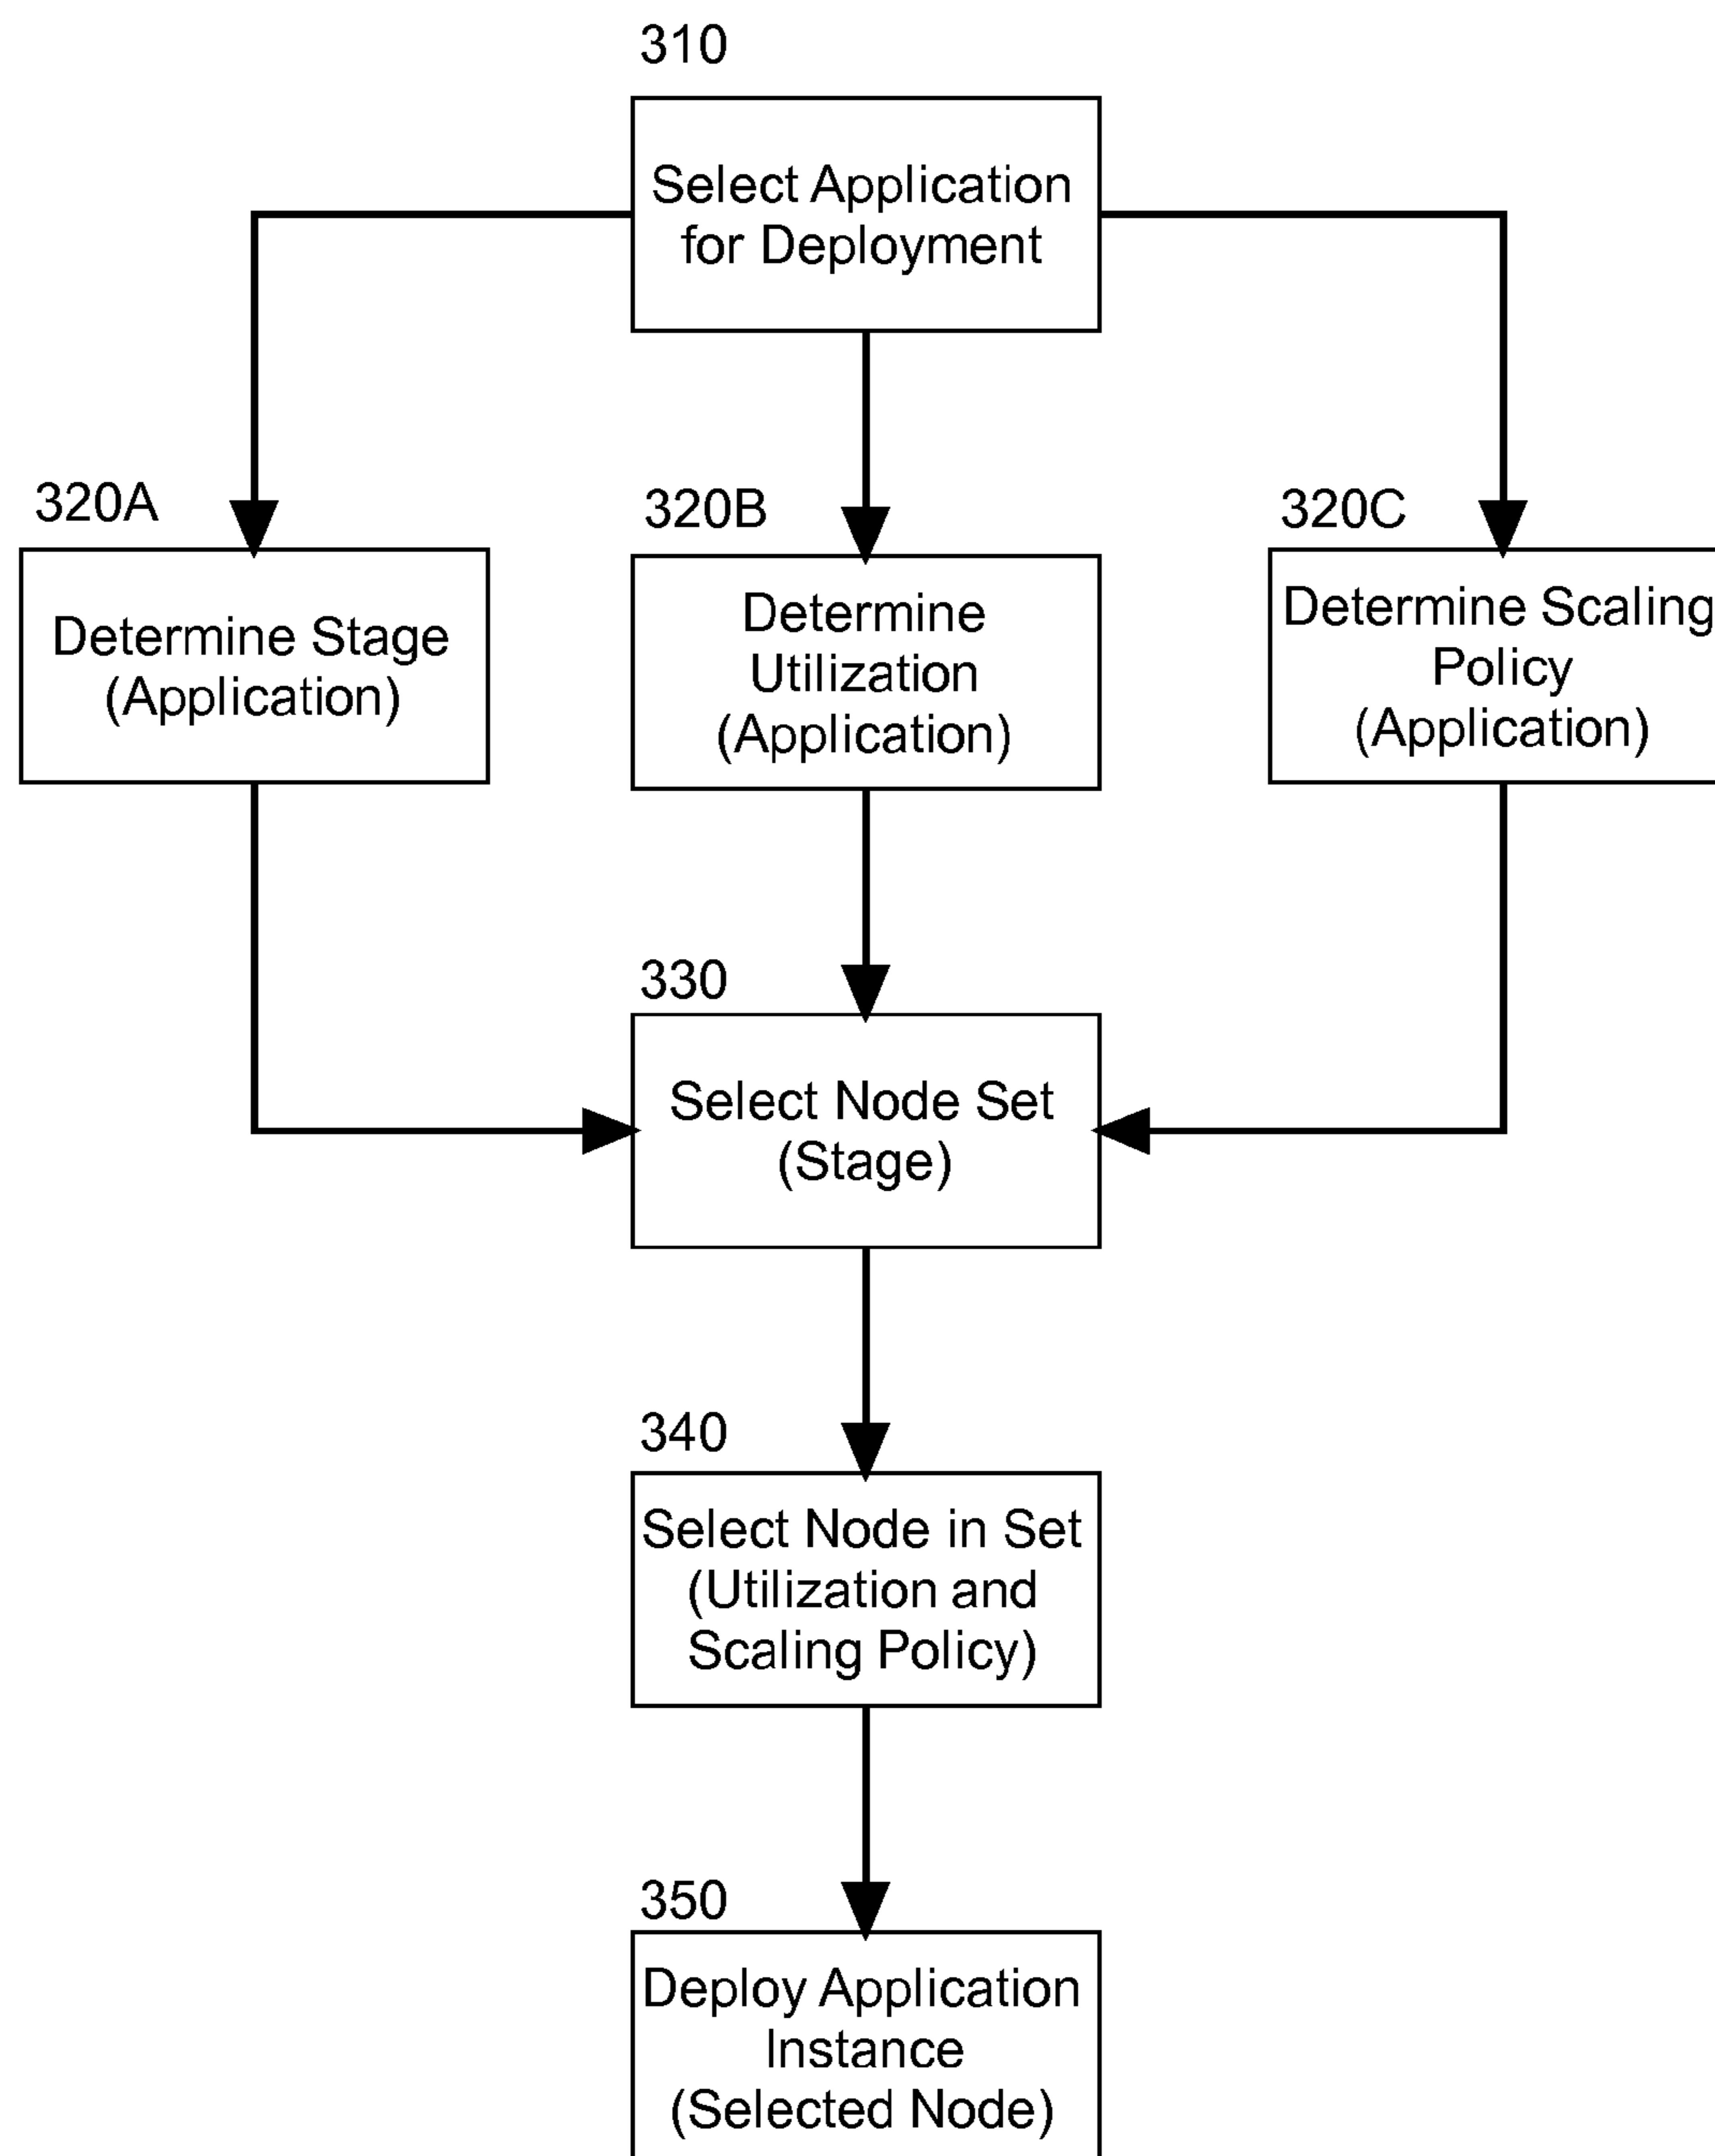 310
Select Application
for Deployment
320A
Determine Stage
(Application)
320B
Determine
Utilization
(Application)
320C
Determine Scaling
Policy
(Application)
330
Select Node Set
(Stage)
340
Select Node in Set
(Utilization and
Scaling Policy)
350
Deploy Application
Instance
(Selected Node)